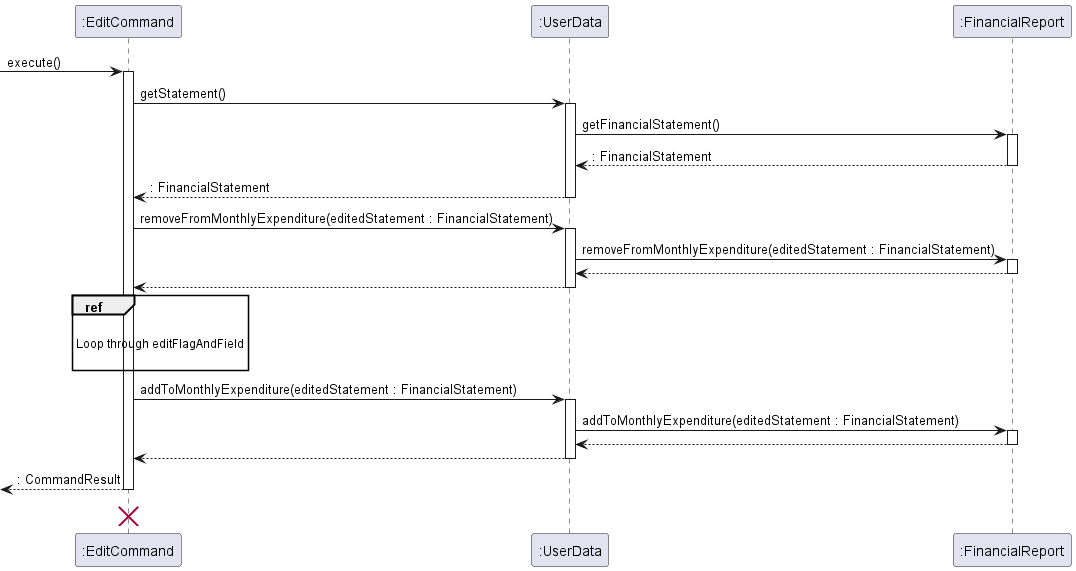 :EditCommand
:UserData
:FinancialReport
execute()
getStatement()
getFinancialStatement()
: FinancialStatement
: FinancialStatement
removeFromMonthlyExpenditure(editedStatement : FinancialStatement)
removeFromMonthlyExpenditure(editedStatement : FinancialStatement)
ref
Loop through editFlagAndField
addToMonthlyExpenditure(editedStatement : FinancialStatement)
addToMonthlyExpenditure(editedStatement : FinancialStatement)
: CommandResult
:EditCommand
:UserData
:FinancialReport